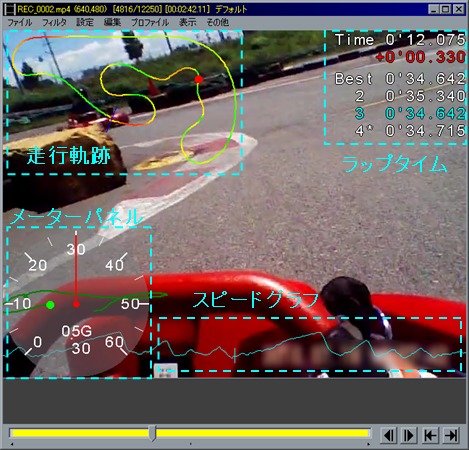 REC_0002.mp4 (640,480) [4816/12250] [00:02:42.11] デフォルト
ファイル フィルタ 設定 編集 プロファイル 表示 その他
Time 0'12.075
+0'00.330
Best 0'34.642
2 0'35.340
3 0'34.642
4* 0'34.715
走行軌跡
ラップタイム
メーターパネル
30
20 40
10 50
05G
0 30 60
スピードグラフ